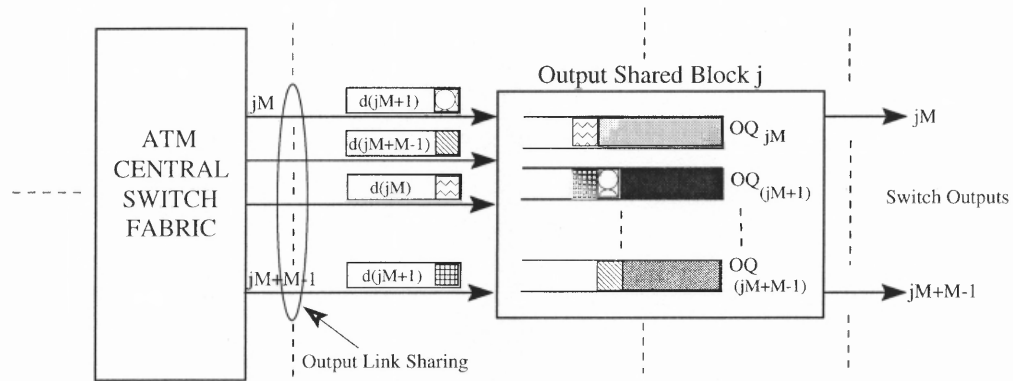 Output Shared Block j
ATM
CENTRAL
SWITCH
FABRIC
jM
d(jM+1)
d(jM+M-1)
d(jM)
jM+M-1
d(jM+1)
OQ jM
OQ (jM+1)
OQ
(jM+M-1)
jM
Switch Outputs
jM+M-1
Output Link Sharing